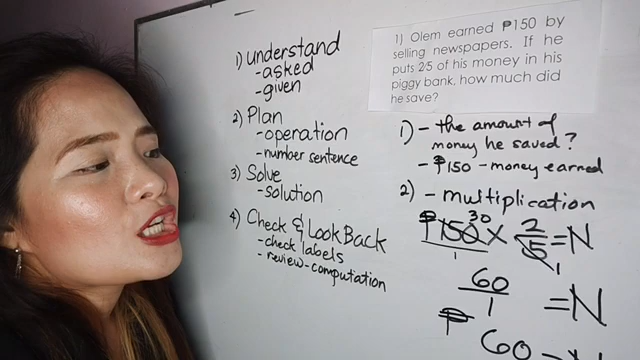 1) understand
-asked
-given
2) Plan
-operation
-number sentence
3) Solve
-solution
4) Check & Look Back
-check labels
-review-computation
1) Olem earned ₱150 by
selling newspapers. If he
puts 2⁄5 of his money in his
piggy bank, how much did
he save?
1) - the amount of
money he saved?
- ₱150 - money earned
2) - multiplication
30
₱150/1 x 2/5 = N
1
60/1 = N
₱ 60 = N